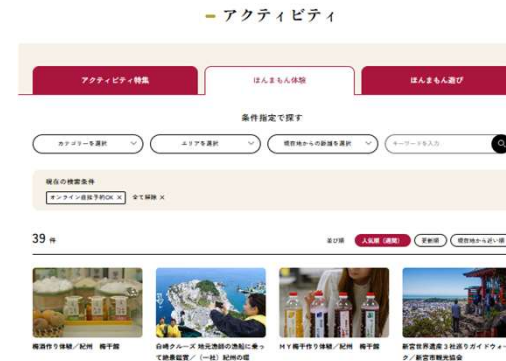 アクティビティ
アクティビティ特集
ほんまもん体験
ほんまもん遊び
条件指定で探す
カテゴリーを選択
エリアを選択
現在地からの距離を選択
キーワードを入力
現在の検索条件
オンライン直接予約OK ×
全て解除 ×
39 件
並び順
人気順(週間)
更新順
現在地から近い順
梅酒作り体験/紀州 梅干館
白崎クルーズ 地元漁師の漁船に乗っ
て絶景鑑賞/(一社)紀州の環
MY梅干作り体験/紀州 梅干館
新宮世界遺産3社巡りガイドウォー
ク/新宮市観光協会